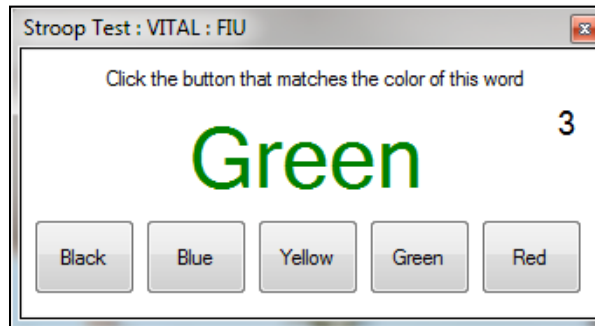 Stroop Test : VITAL : FIU
Click the button that matches the color of this word
3
Green
Black Blue Yellow Green Red